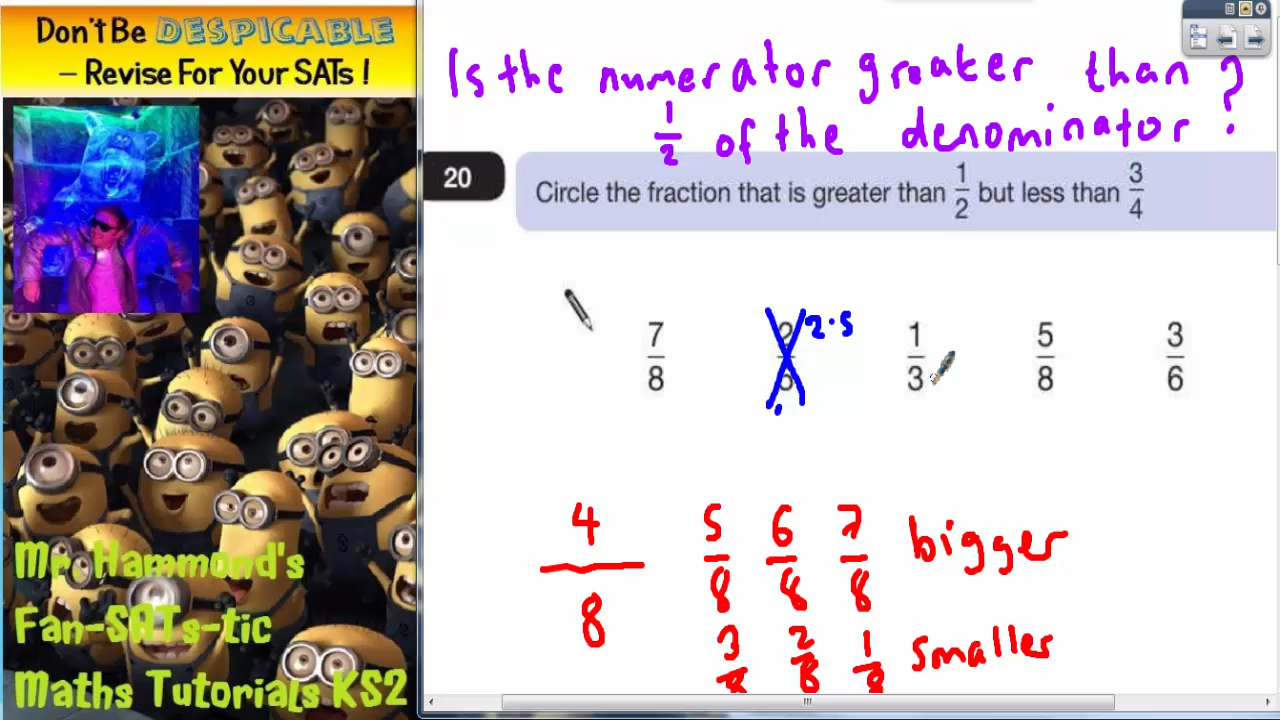 Don't Be DESPICABLE
– Revise For Your SATs !
Is the numerator greater than ?
1/2 of the denominator ?
20
Circle the fraction that is greater than 1/2 but less than 3/4
7/8 2·5 1/3 5/8 3/6
4/8 5/8 6/8 7/8 bigger
3/8 2/8 1/8 smaller
Mr Hammond's
Fan-SATs-tic
Maths Tutorials KS2